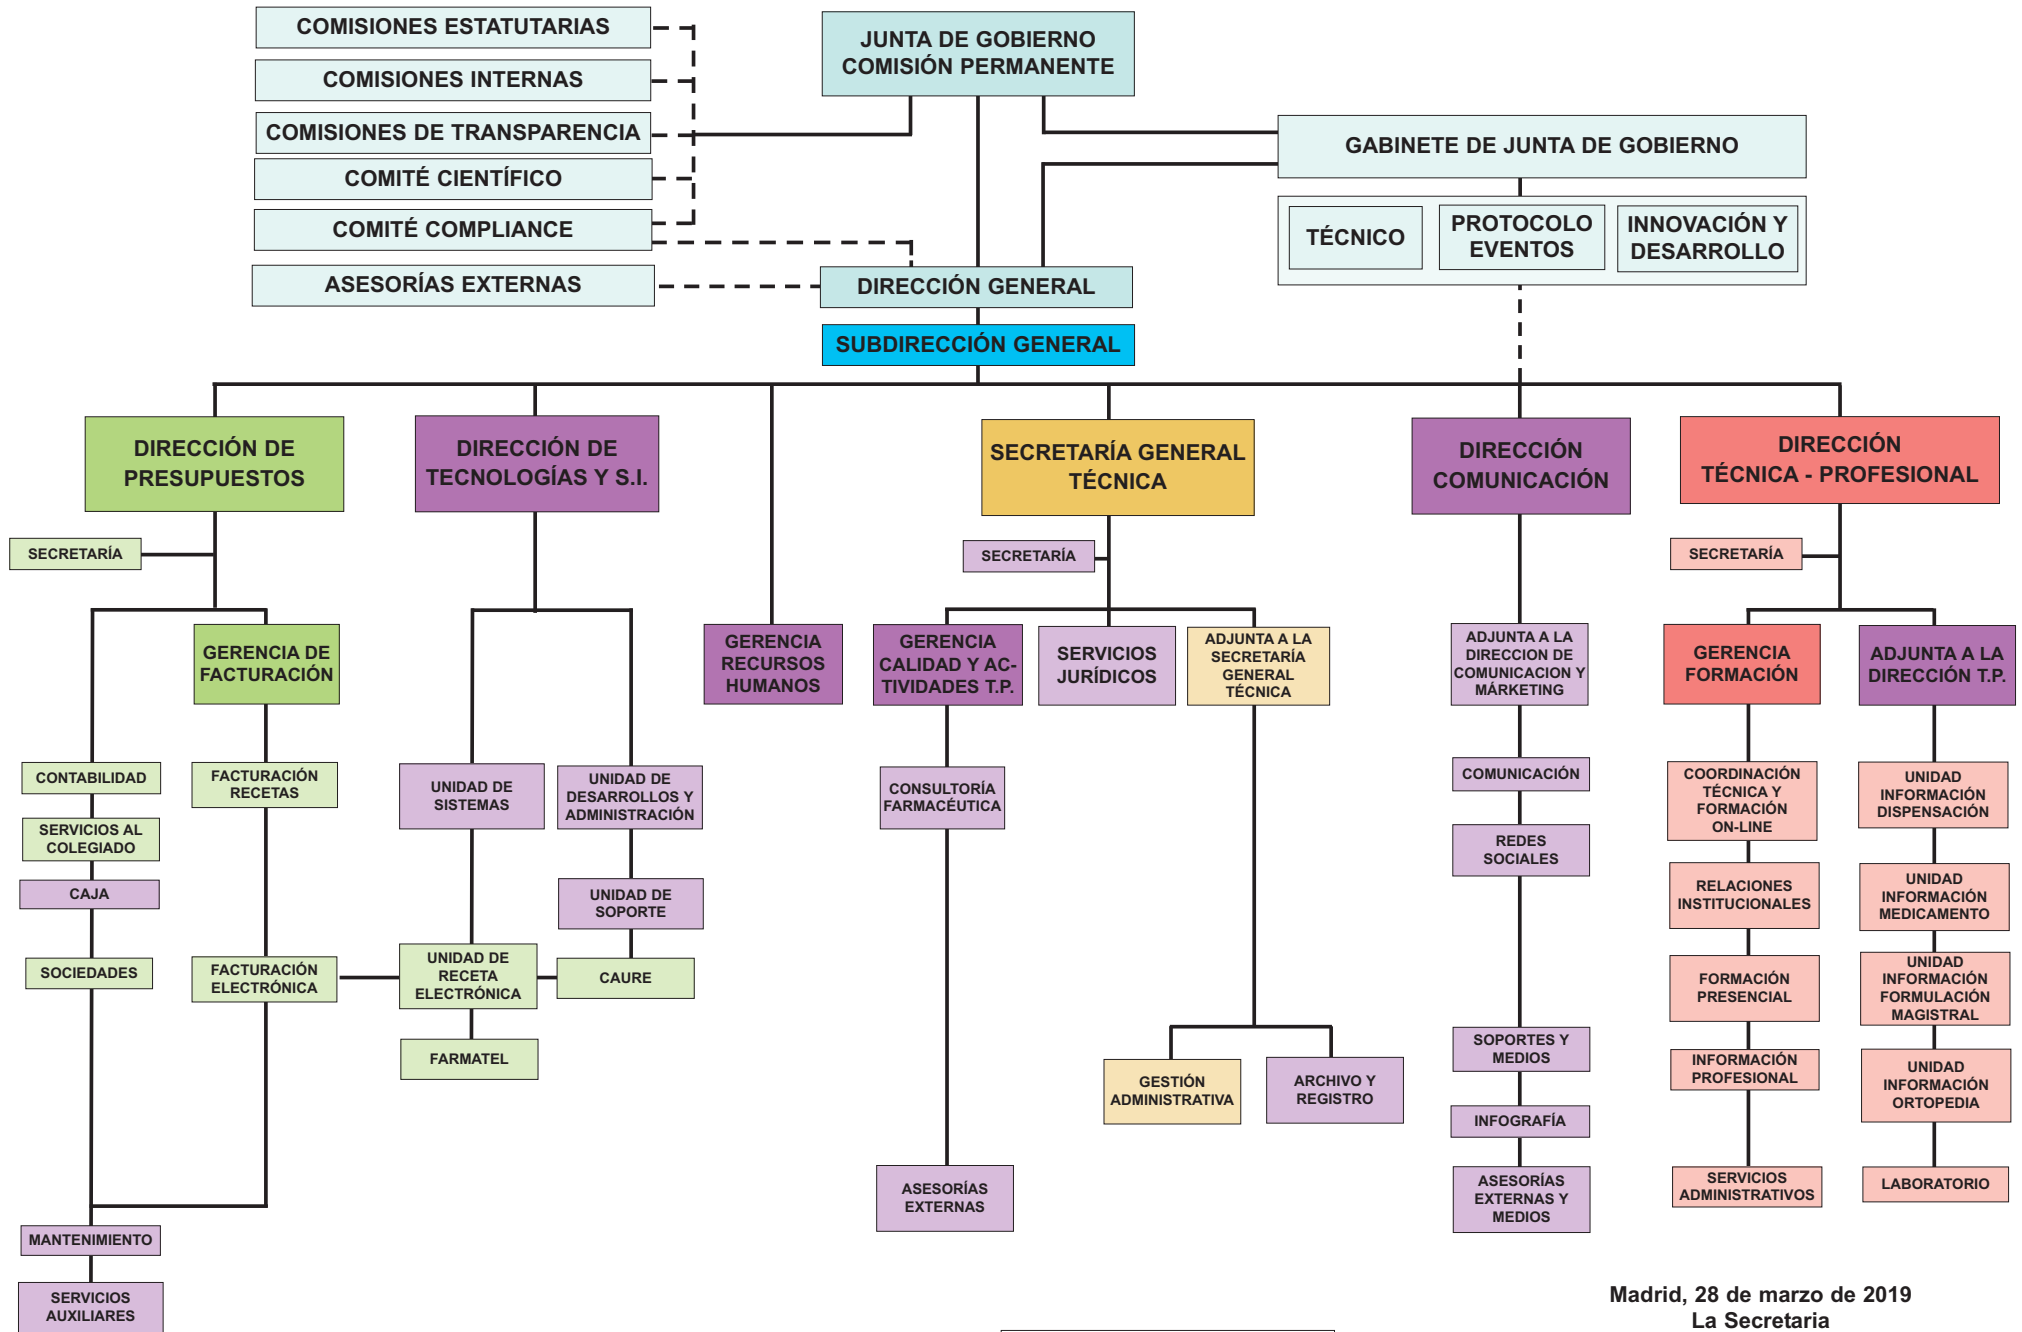 COMISIONES ESTATUTARIAS
COMISIONES INTERNAS
COMISIONES DE TRANSPARENCIA
COMITÉ CIENTÍFICO
COMITÉ COMPLIANCE
ASESORÍAS EXTERNAS
JUNTA DE GOBIERNO
COMISIÓN PERMANENTE
GABINETE DE JUNTA DE GOBIERNO
TÉCNICO
PROTOCOLO
EVENTOS
INNOVACIÓN Y
DESARROLLO
DIRECCIÓN GENERAL
SUBDIRECCIÓN GENERAL
DIRECCIÓN DE
PRESUPUESTOS
SECRETARÍA
GERENCIA DE
FACTURACIÓN
CONTABILIDAD
SERVICIOS AL
COLEGIADO
CAJA
SOCIEDADES
FACTURACIÓN
RECETAS
FACTURACIÓN
ELECTRÓNICA
MANTENIMIENTO
SERVICIOS
AUXILIARES
DIRECCIÓN DE
TECNOLOGÍAS Y S.I.
UNIDAD DE
SISTEMAS
UNIDAD DE
DESARROLLOS Y
ADMINISTRACIÓN
UNIDAD DE
SOPORTE
UNIDAD DE
RECETA
ELECTRÓNICA
CAURE
FARMATEL
GERENCIA
RECURSOS
HUMANOS
SECRETARÍA GENERAL
TÉCNICA
SECRETARÍA
GERENCIA
CALIDAD Y AC-
TIVIDADES T.P.
SERVICIOS
JURÍDICOS
ADJUNTA A LA
SECRETARÍA
GENERAL
TÉCNICA
CONSULTORÍA
FARMACÉUTICA
ASESORÍAS
EXTERNAS
GESTIÓN
ADMINISTRATIVA
ARCHIVO Y
REGISTRO
DIRECCIÓN
COMUNICACIÓN
ADJUNTA A LA
DIRECCION DE
COMUNICACION Y
MÁRKETING
COMUNICACIÓN
REDES
SOCIALES
SOPORTES Y
MEDIOS
INFOGRAFÍA
ASESORÍAS
EXTERNAS Y
MEDIOS
DIRECCIÓN
TÉCNICA - PROFESIONAL
SECRETARÍA
GERENCIA
FORMACIÓN
ADJUNTA A LA
DIRECCIÓN T.P.
COORDINACIÓN
TÉCNICA Y
FORMACIÓN
ON-LINE
RELACIONES
INSTITUCIONALES
FORMACIÓN
PRESENCIAL
INFORMACIÓN
PROFESIONAL
SERVICIOS
ADMINISTRATIVOS
UNIDAD
INFORMACIÓN
DISPENSACIÓN
UNIDAD
INFORMACIÓN
MEDICAMENTO
UNIDAD
INFORMACIÓN
FORMULACIÓN
MAGISTRAL
UNIDAD
INFORMACIÓN
ORTOPEDIA
LABORATORIO
Madrid, 28 de marzo de 2019
La Secretaria